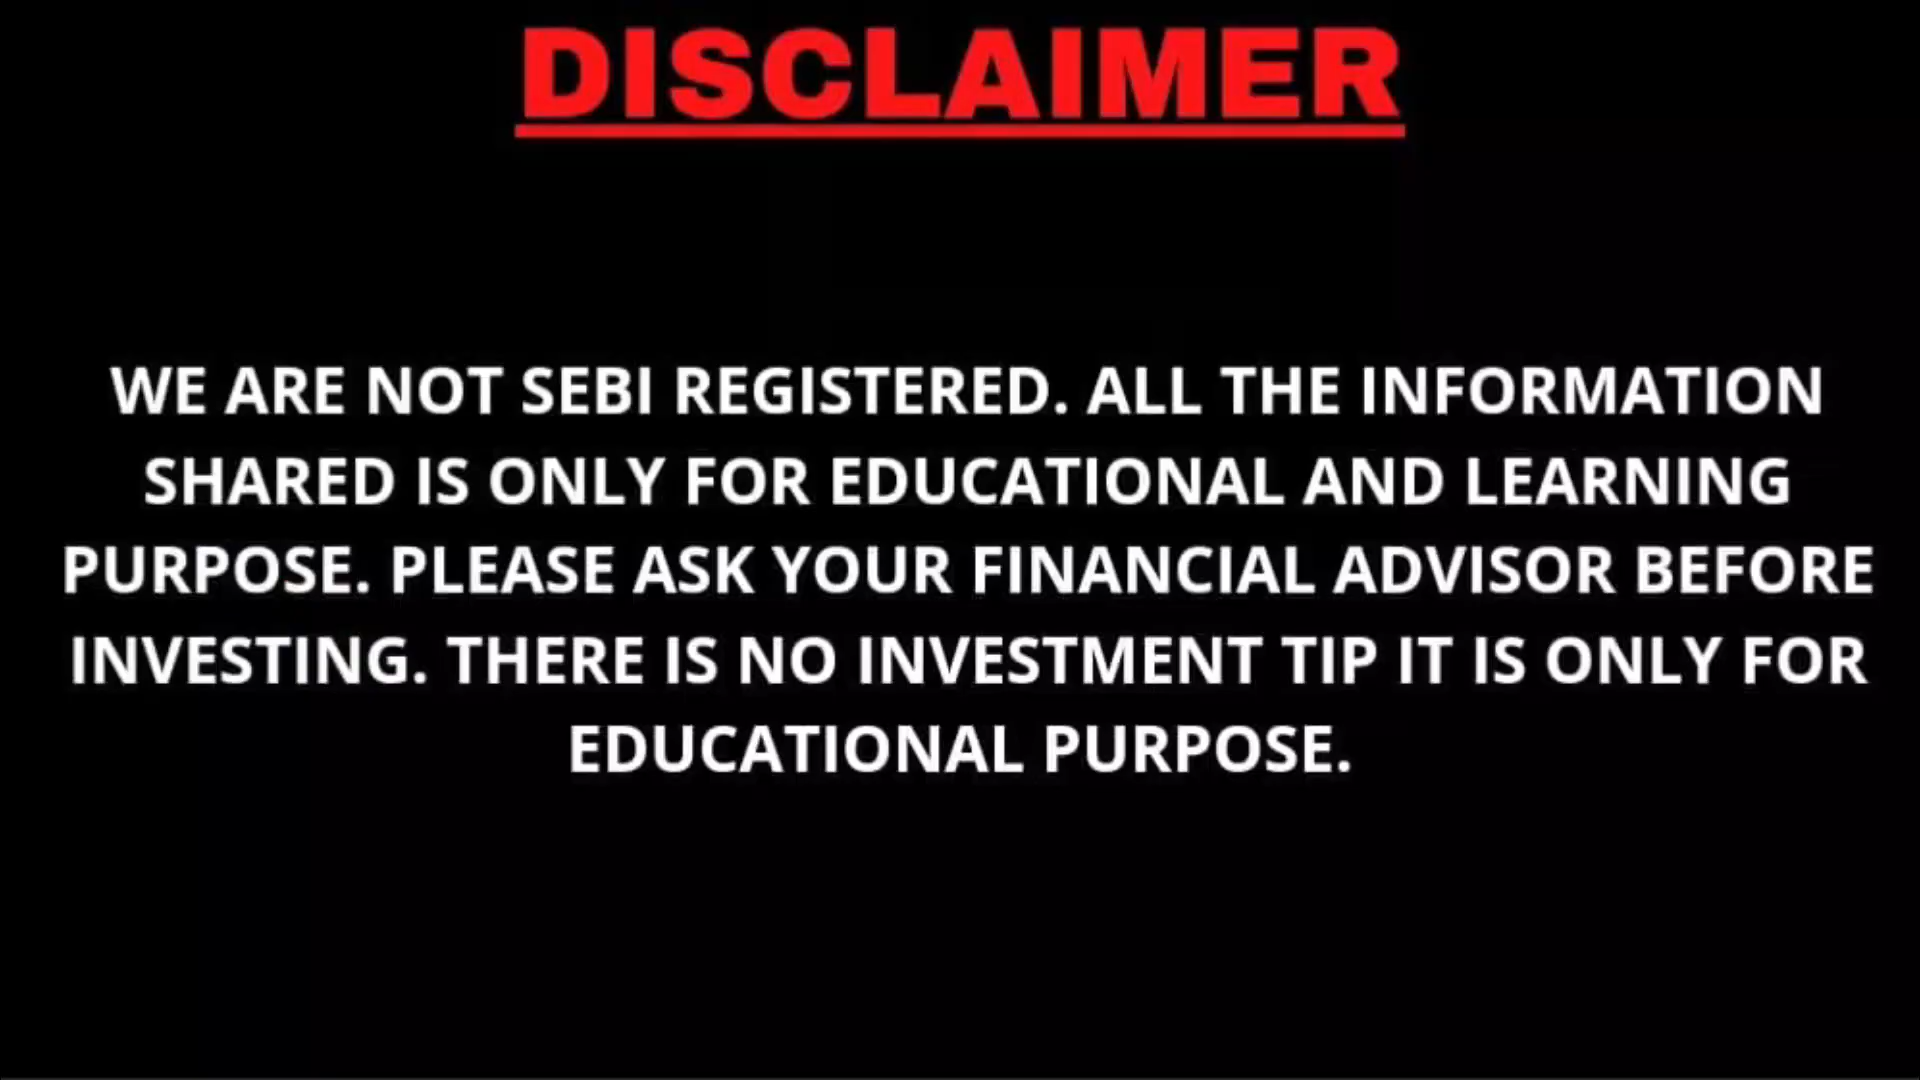 DISCLAIMER
WE ARE NOT SEBI REGISTERED. ALL THE INFORMATION
SHARED IS ONLY FOR EDUCATIONAL AND LEARNING
PURPOSE. PLEASE ASK YOUR FINANCIAL ADVISOR BEFORE
INVESTING. THERE IS NO INVESTMENT TIP IT IS ONLY FOR
EDUCATIONAL PURPOSE.